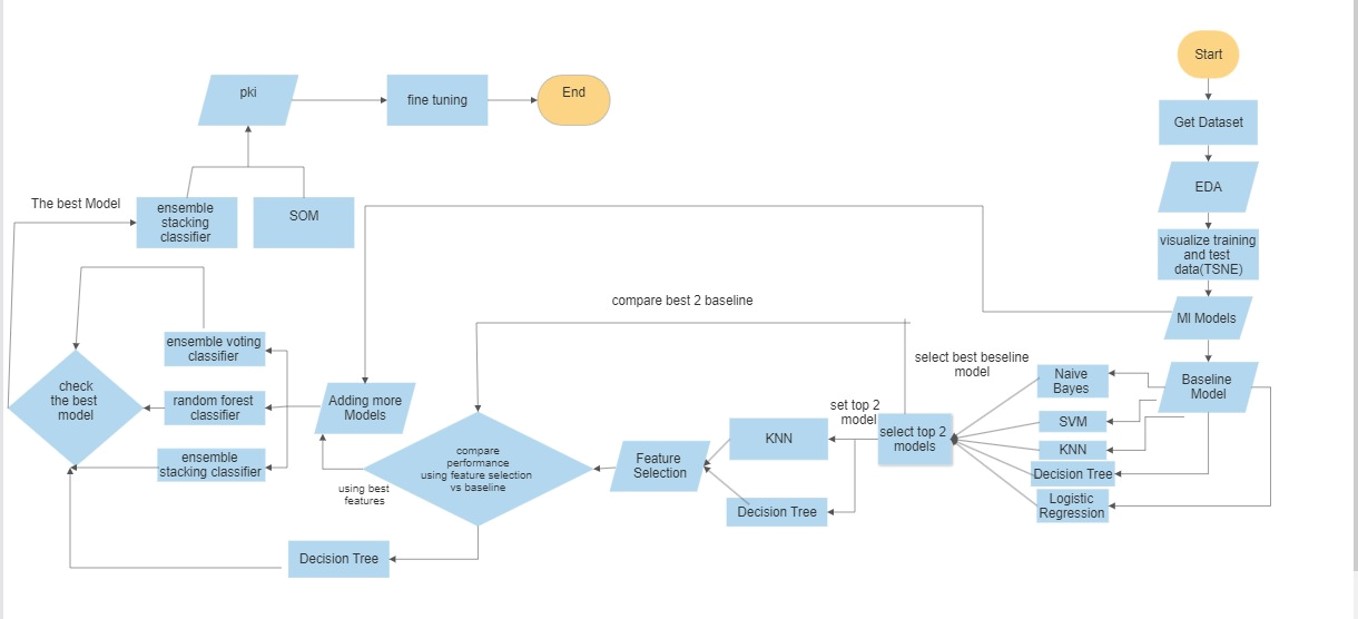 Start
Get Dataset
EDA
visualize training
and test
data(TSNE)
Ml Models
Baseline
Model
Naive
Bayes
SVM
KNN
Decision Tree
Logistic
Regression
select best beseline
model
select top 2
models
set top 2
model
KNN
Decision Tree
Feature
Selection
compare best 2 baseline
compare
performance
using feature selection
vs baseline
using best
features
Decision Tree
Adding more
Models
ensemble voting
classifier
random forest
classifier
ensemble
stacking classifier
check
the best
model
The best Model
ensemble
stacking
classifier
SOM
pki
fine tuning
End